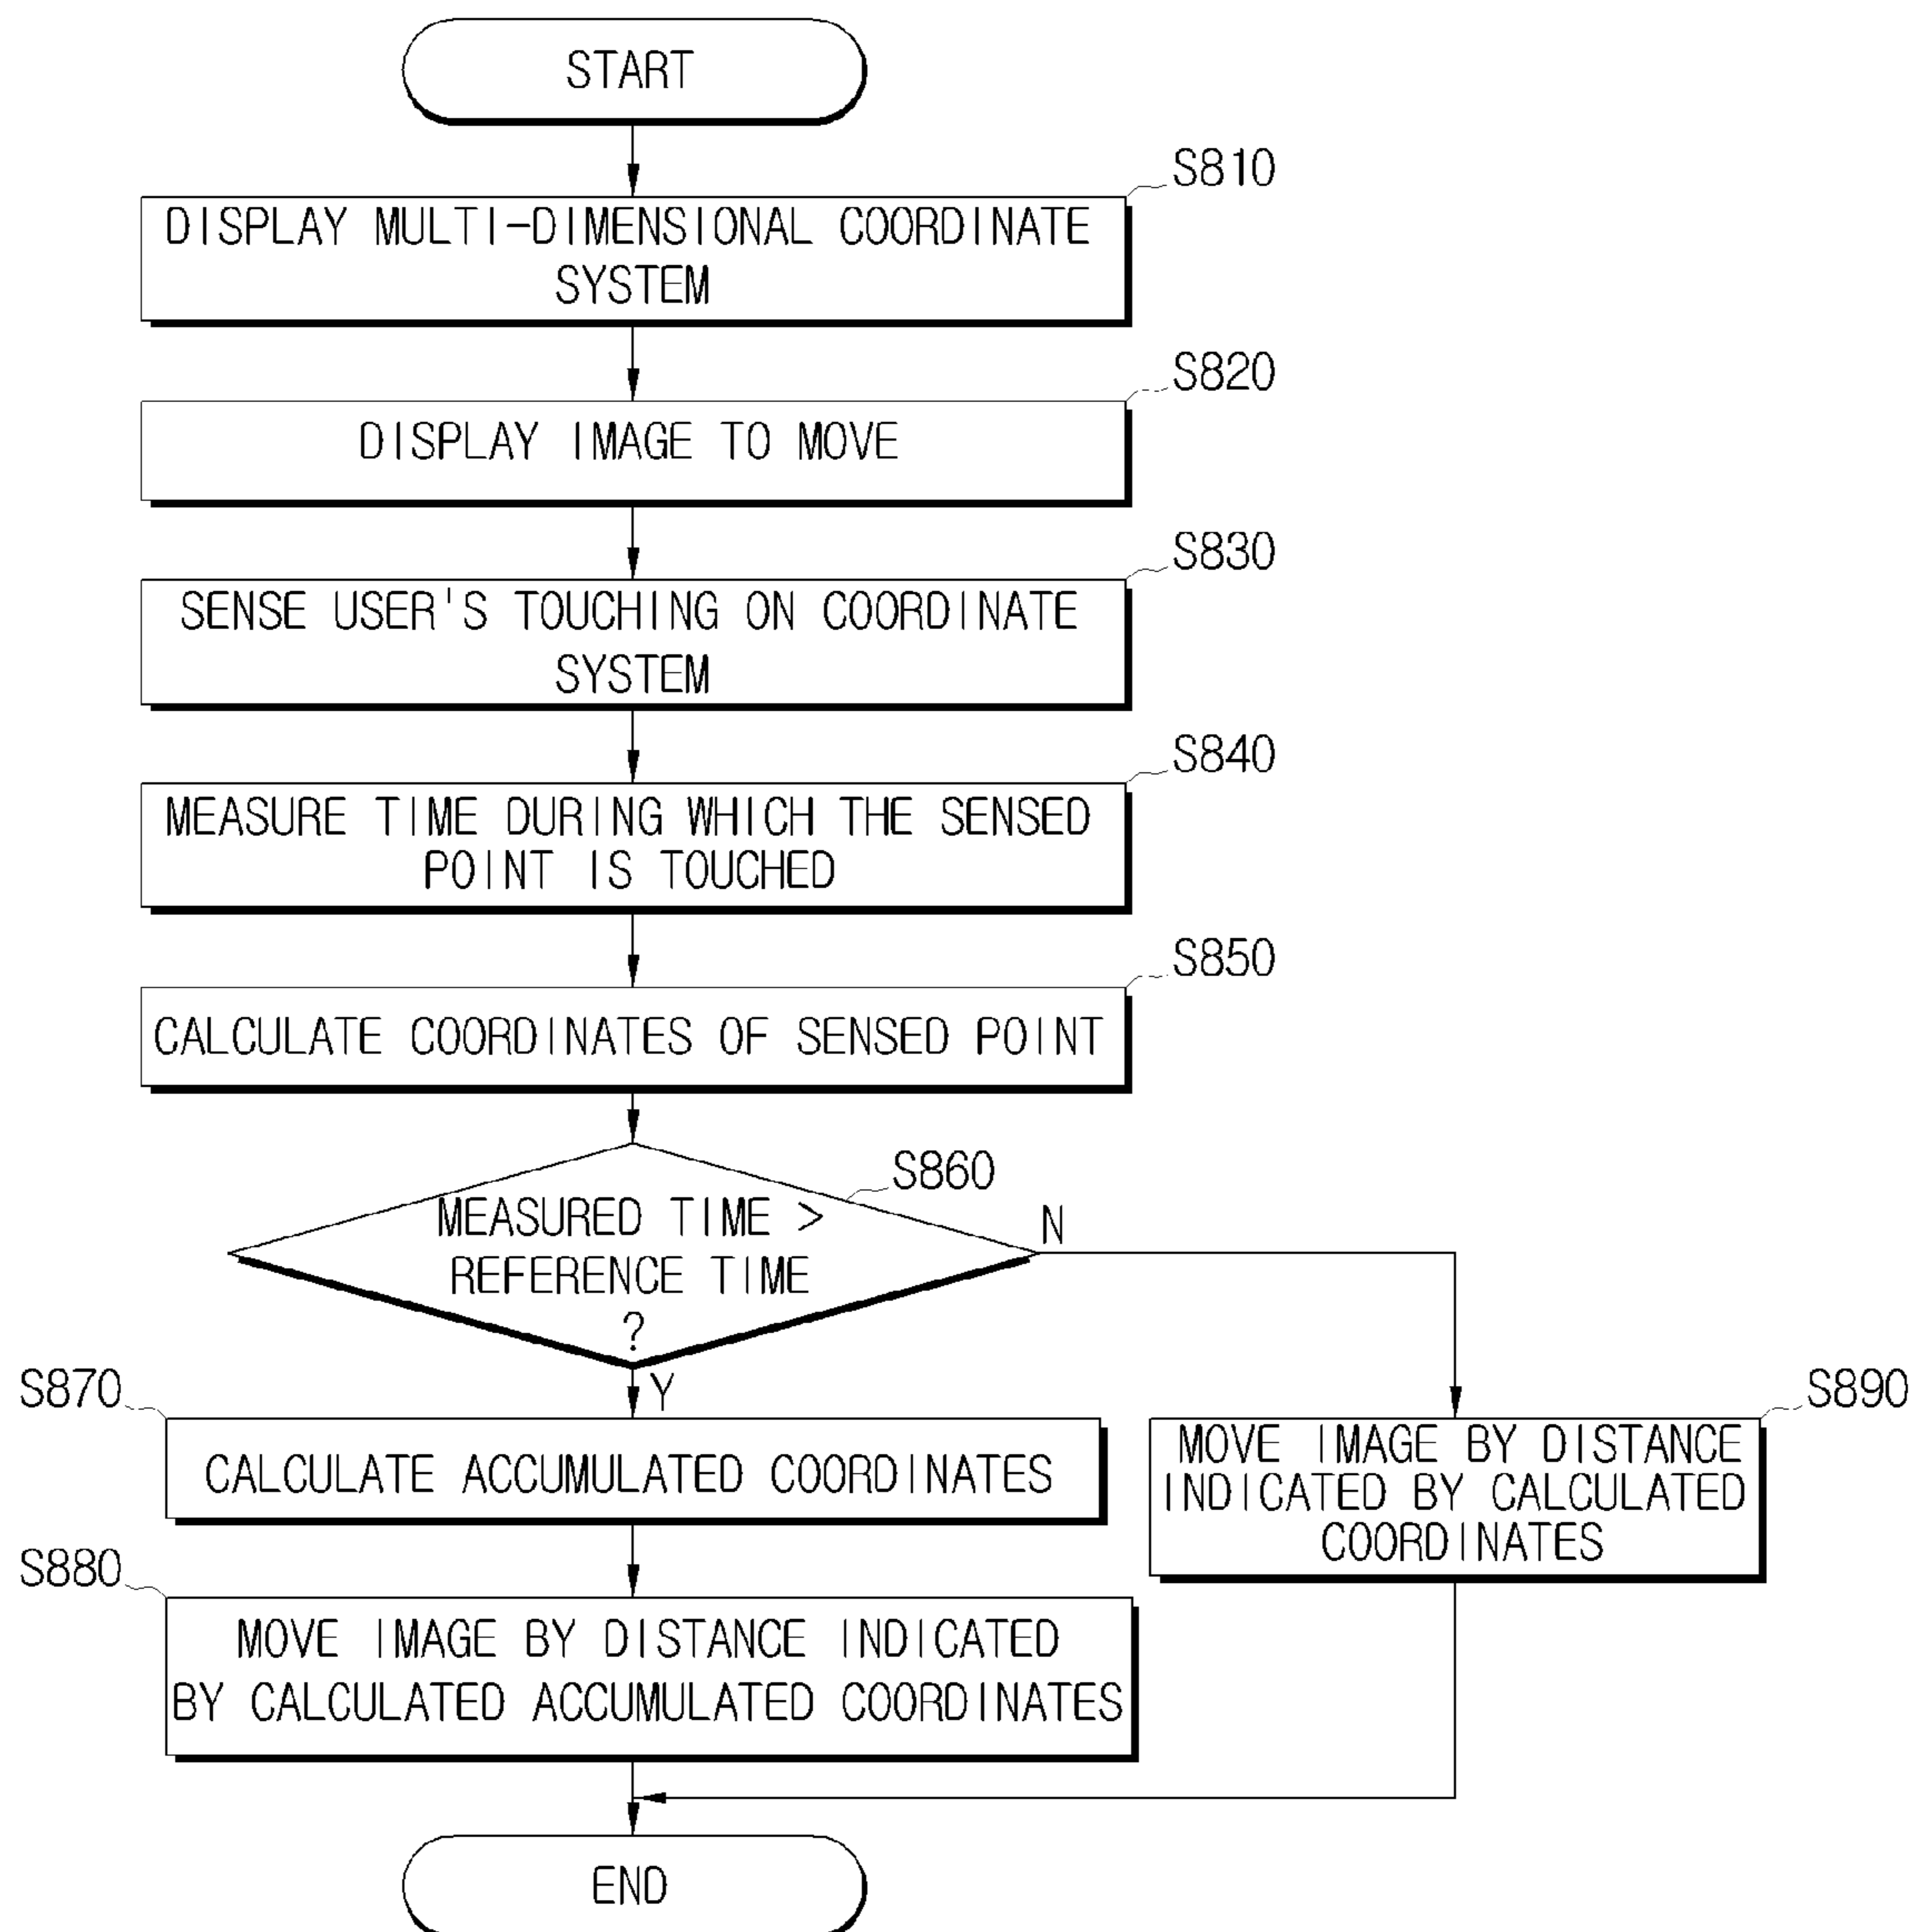 START
S810
DISPLAY MULTI-DIMENSIONAL COORDINATE
SYSTEM
S820
DISPLAY IMAGE TO MOVE
S830
SENSE USER'S TOUCHING ON COORDINATE
SYSTEM
S840
MEASURE TIME DURING WHICH THE SENSED
POINT IS TOUCHED
S850
CALCULATE COORDINATES OF SENSED POINT
S860
MEASURED TIME >
REFERENCE TIME
?
N
Y
S870
CALCULATE ACCUMULATED COORDINATES
S890
MOVE IMAGE BY DISTANCE
INDICATED BY CALCULATED
COORDINATES
S880
MOVE IMAGE BY DISTANCE INDICATED
BY CALCULATED ACCUMULATED COORDINATES
END